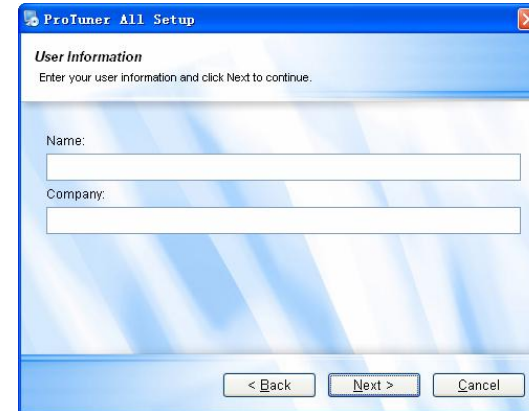 ProTuner All Setup
User Information
Enter your user information and click Next to continue.
Name:
Company:
< Back
Next >
Cancel